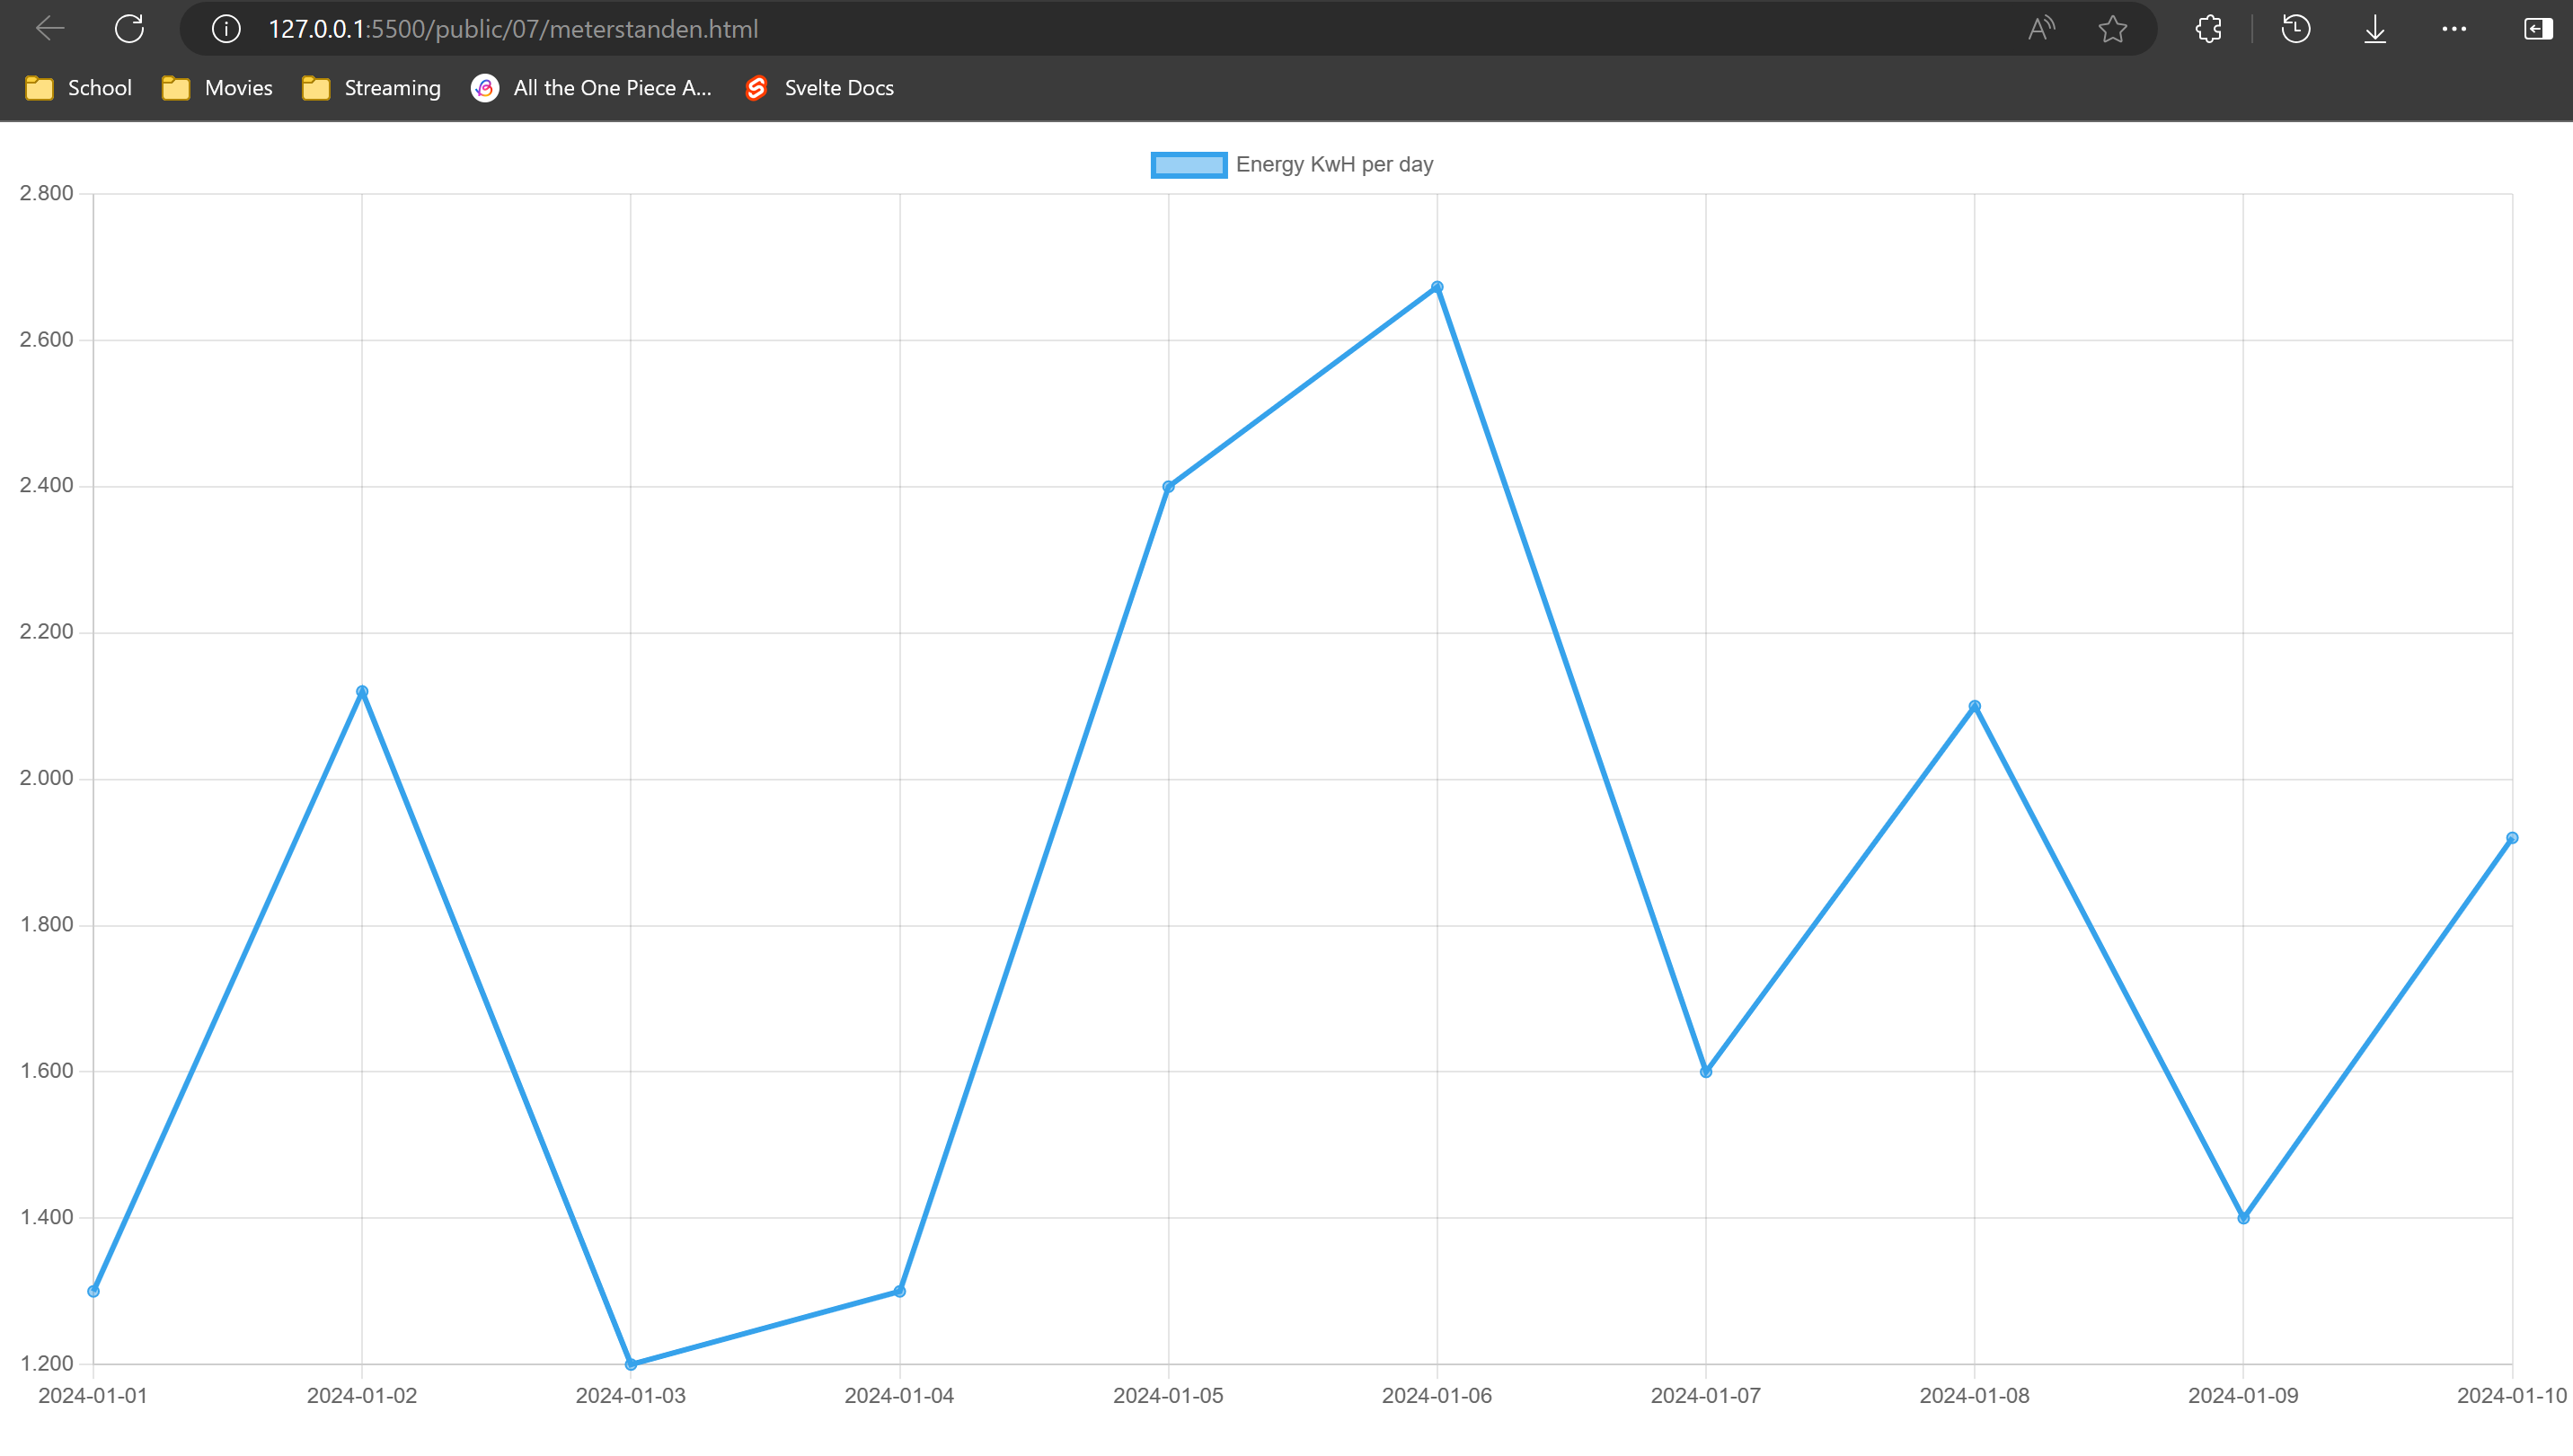 127.0.0.1:5500/public/07/meterstanden.html
School Movies Streaming All the One Piece A... Svelte Docs
Energy KwH per day
2.800
2.600
2.400
2.200
2.000
1.800
1.600
1.400
1.200
2024-01-01 2024-01-02 2024-01-03 2024-01-04 2024-01-05 2024-01-06 2024-01-07 2024-01-08 2024-01-09 2024-01-10